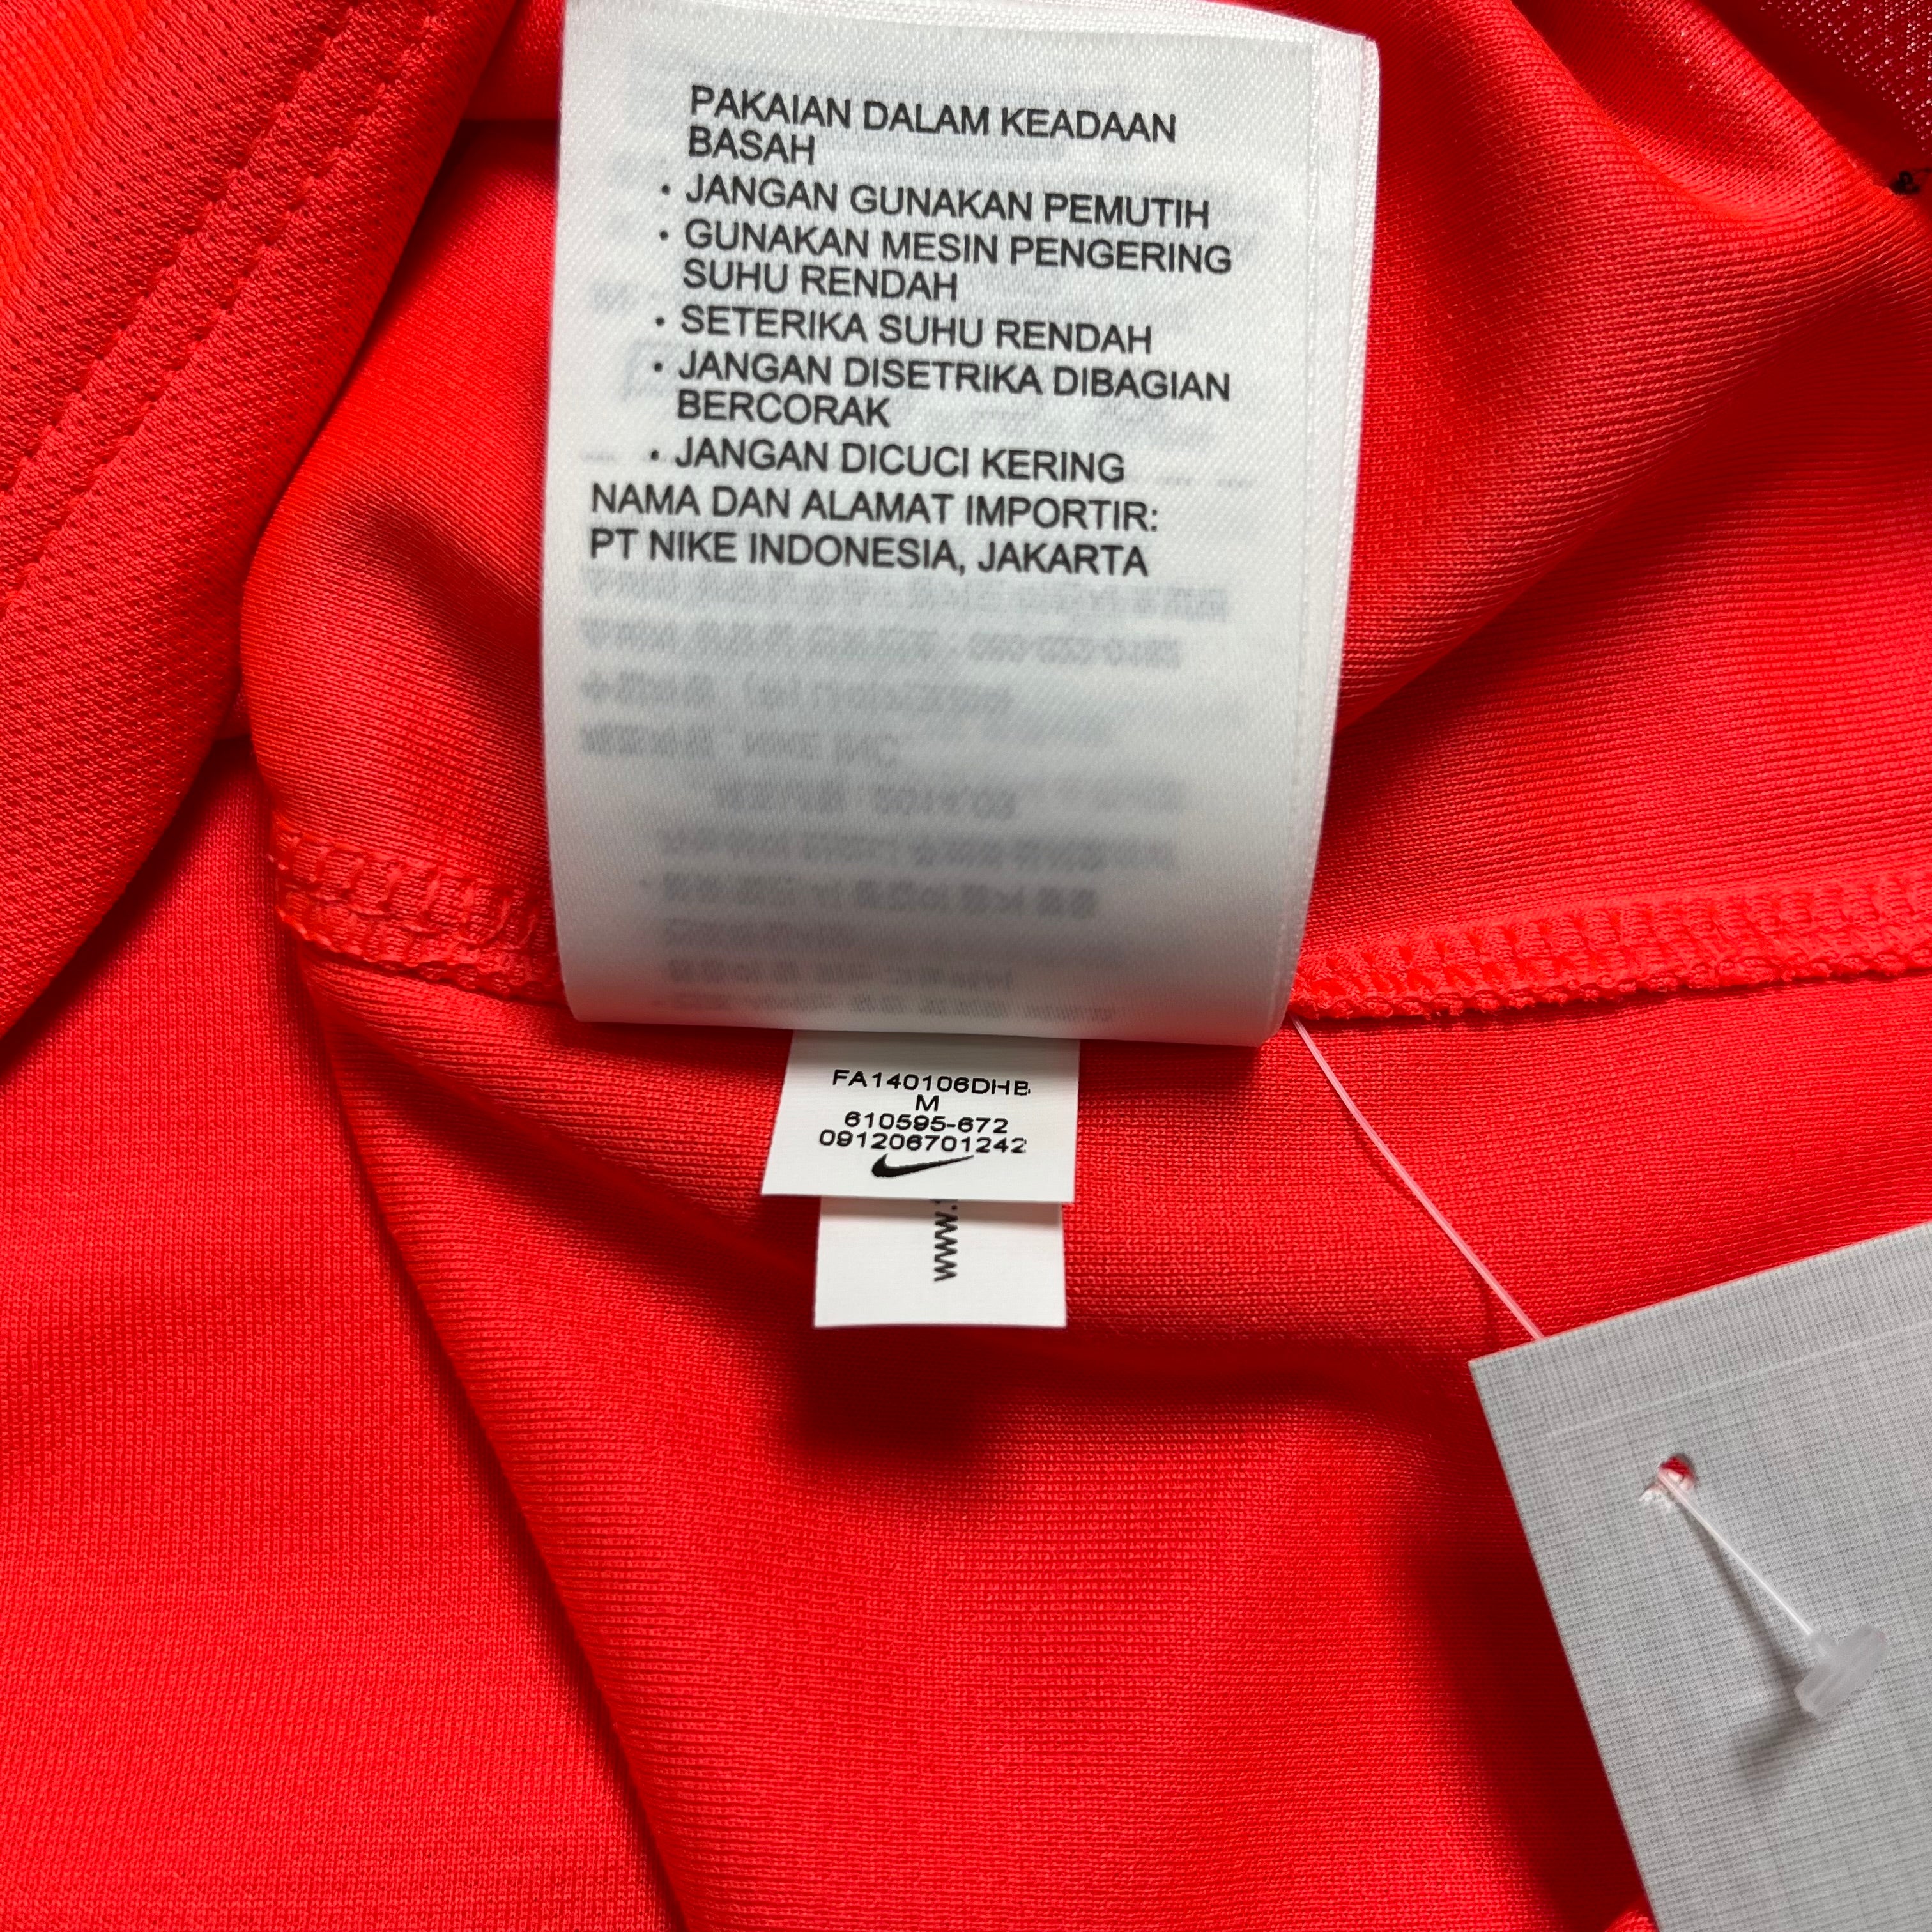 PAKAIAN DALAM KEADAAN
BASAH
• JANGAN GUNAKAN PEMUTIH
• GUNAKAN MESIN PENGERING
SUHU RENDAH
• SETERIKA SUHU RENDAH
• JANGAN DISETRIKA DIBAGIAN
BERCORAK
• JANGAN DICUCI KERING
NAMA DAN ALAMAT IMPORTIR:
PT NIKE INDONESIA, JAKARTA
FA140106DHB
M
610595-672
091206701242
www.